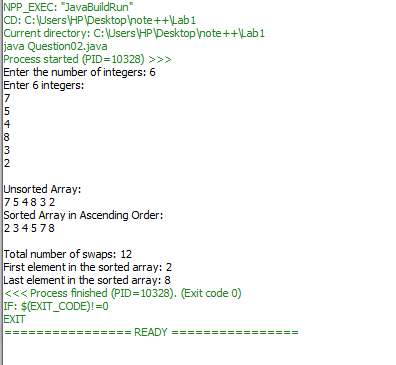 NPP_EXEC: "JavaBuildRun"
CD: C:\Users\HP\Desktop\note++\Lab1
Current directory: C:\Users\HP\Desktop\note++\Lab1
java Question02.java
Process started (PID=10328) >>>
Enter the number of integers: 6
Enter 6 integers:
7
5
4
8
3
2
Unsorted Array:
7 5 4 8 3 2
Sorted Array in Ascending Order:
2 3 4 5 7 8
Total number of swaps: 12
First element in the sorted array: 2
Last element in the sorted array: 8
<<< Process finished (PID=10328). (Exit code 0)
IF: $(EXIT_CODE)!=0
EXIT
================ READY ================